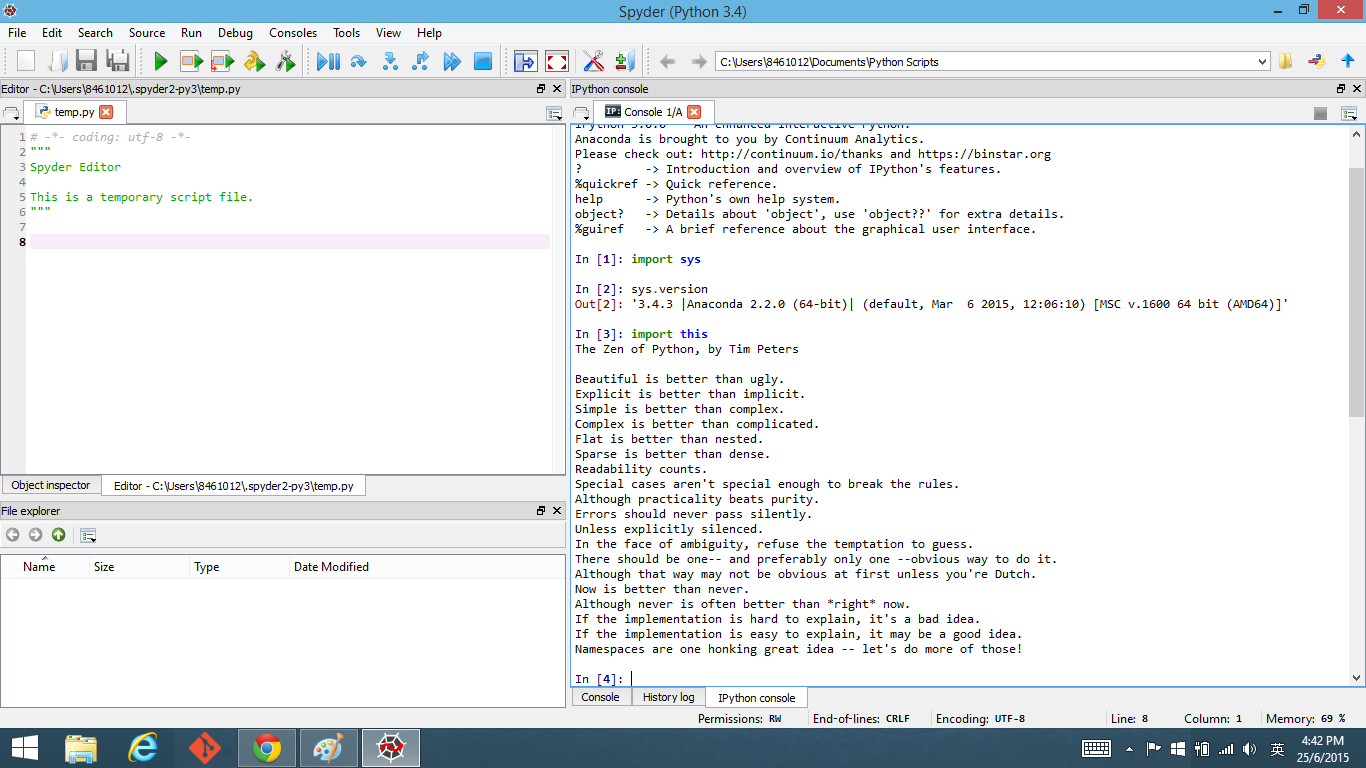 Spyder (Python 3.4)
File Edit Search Source Run Debug Consoles Tools View Help
C:\Users\8461012\Documents\Python Scripts
Editor - C:\Users\8461012\.spyder2-py3\temp.py
temp.py
1 # -*- coding: utf-8 -*-
2 """
3 Spyder Editor
4
5 This is a temporary script file.
6 """
7
8
Object inspector
Editor - C:\Users\8461012\.spyder2-py3\temp.py
File explorer
Name Size Type Date Modified
IPython console
IP: Console 1/A
IPython 3.0.0 -- An enhanced Interactive Python.
Anaconda is brought to you by Continuum Analytics.
Please check out: http://continuum.io/thanks and https://binstar.org
?         -> Introduction and overview of IPython's features.
%quickref -> Quick reference.
help      -> Python's own help system.
object?   -> Details about 'object', use 'object??' for extra details.
%guiref   -> A brief reference about the graphical user interface.
In [1]: import sys
In [2]: sys.version
Out[2]: '3.4.3 |Anaconda 2.2.0 (64-bit)| (default, Mar  6 2015, 12:06:10) [MSC v.1600 64 bit (AMD64)]'
In [3]: import this
The Zen of Python, by Tim Peters
Beautiful is better than ugly.
Explicit is better than implicit.
Simple is better than complex.
Complex is better than complicated.
Flat is better than nested.
Sparse is better than dense.
Readability counts.
Special cases aren't special enough to break the rules.
Although practicality beats purity.
Errors should never pass silently.
Unless explicitly silenced.
In the face of ambiguity, refuse the temptation to guess.
There should be one-- and preferably only one --obvious way to do it.
Although that way may not be obvious at first unless you're Dutch.
Now is better than never.
Although never is often better than *right* now.
If the implementation is hard to explain, it's a bad idea.
If the implementation is easy to explain, it may be a good idea.
Namespaces are one honking great idea -- let's do more of those!
In [4]:
Console History log IPython console
Permissions: RW End-of-lines: CRLF Encoding: UTF-8 Line: 8 Column: 1 Memory: 69 %
英
4:42 PM
25/6/2015